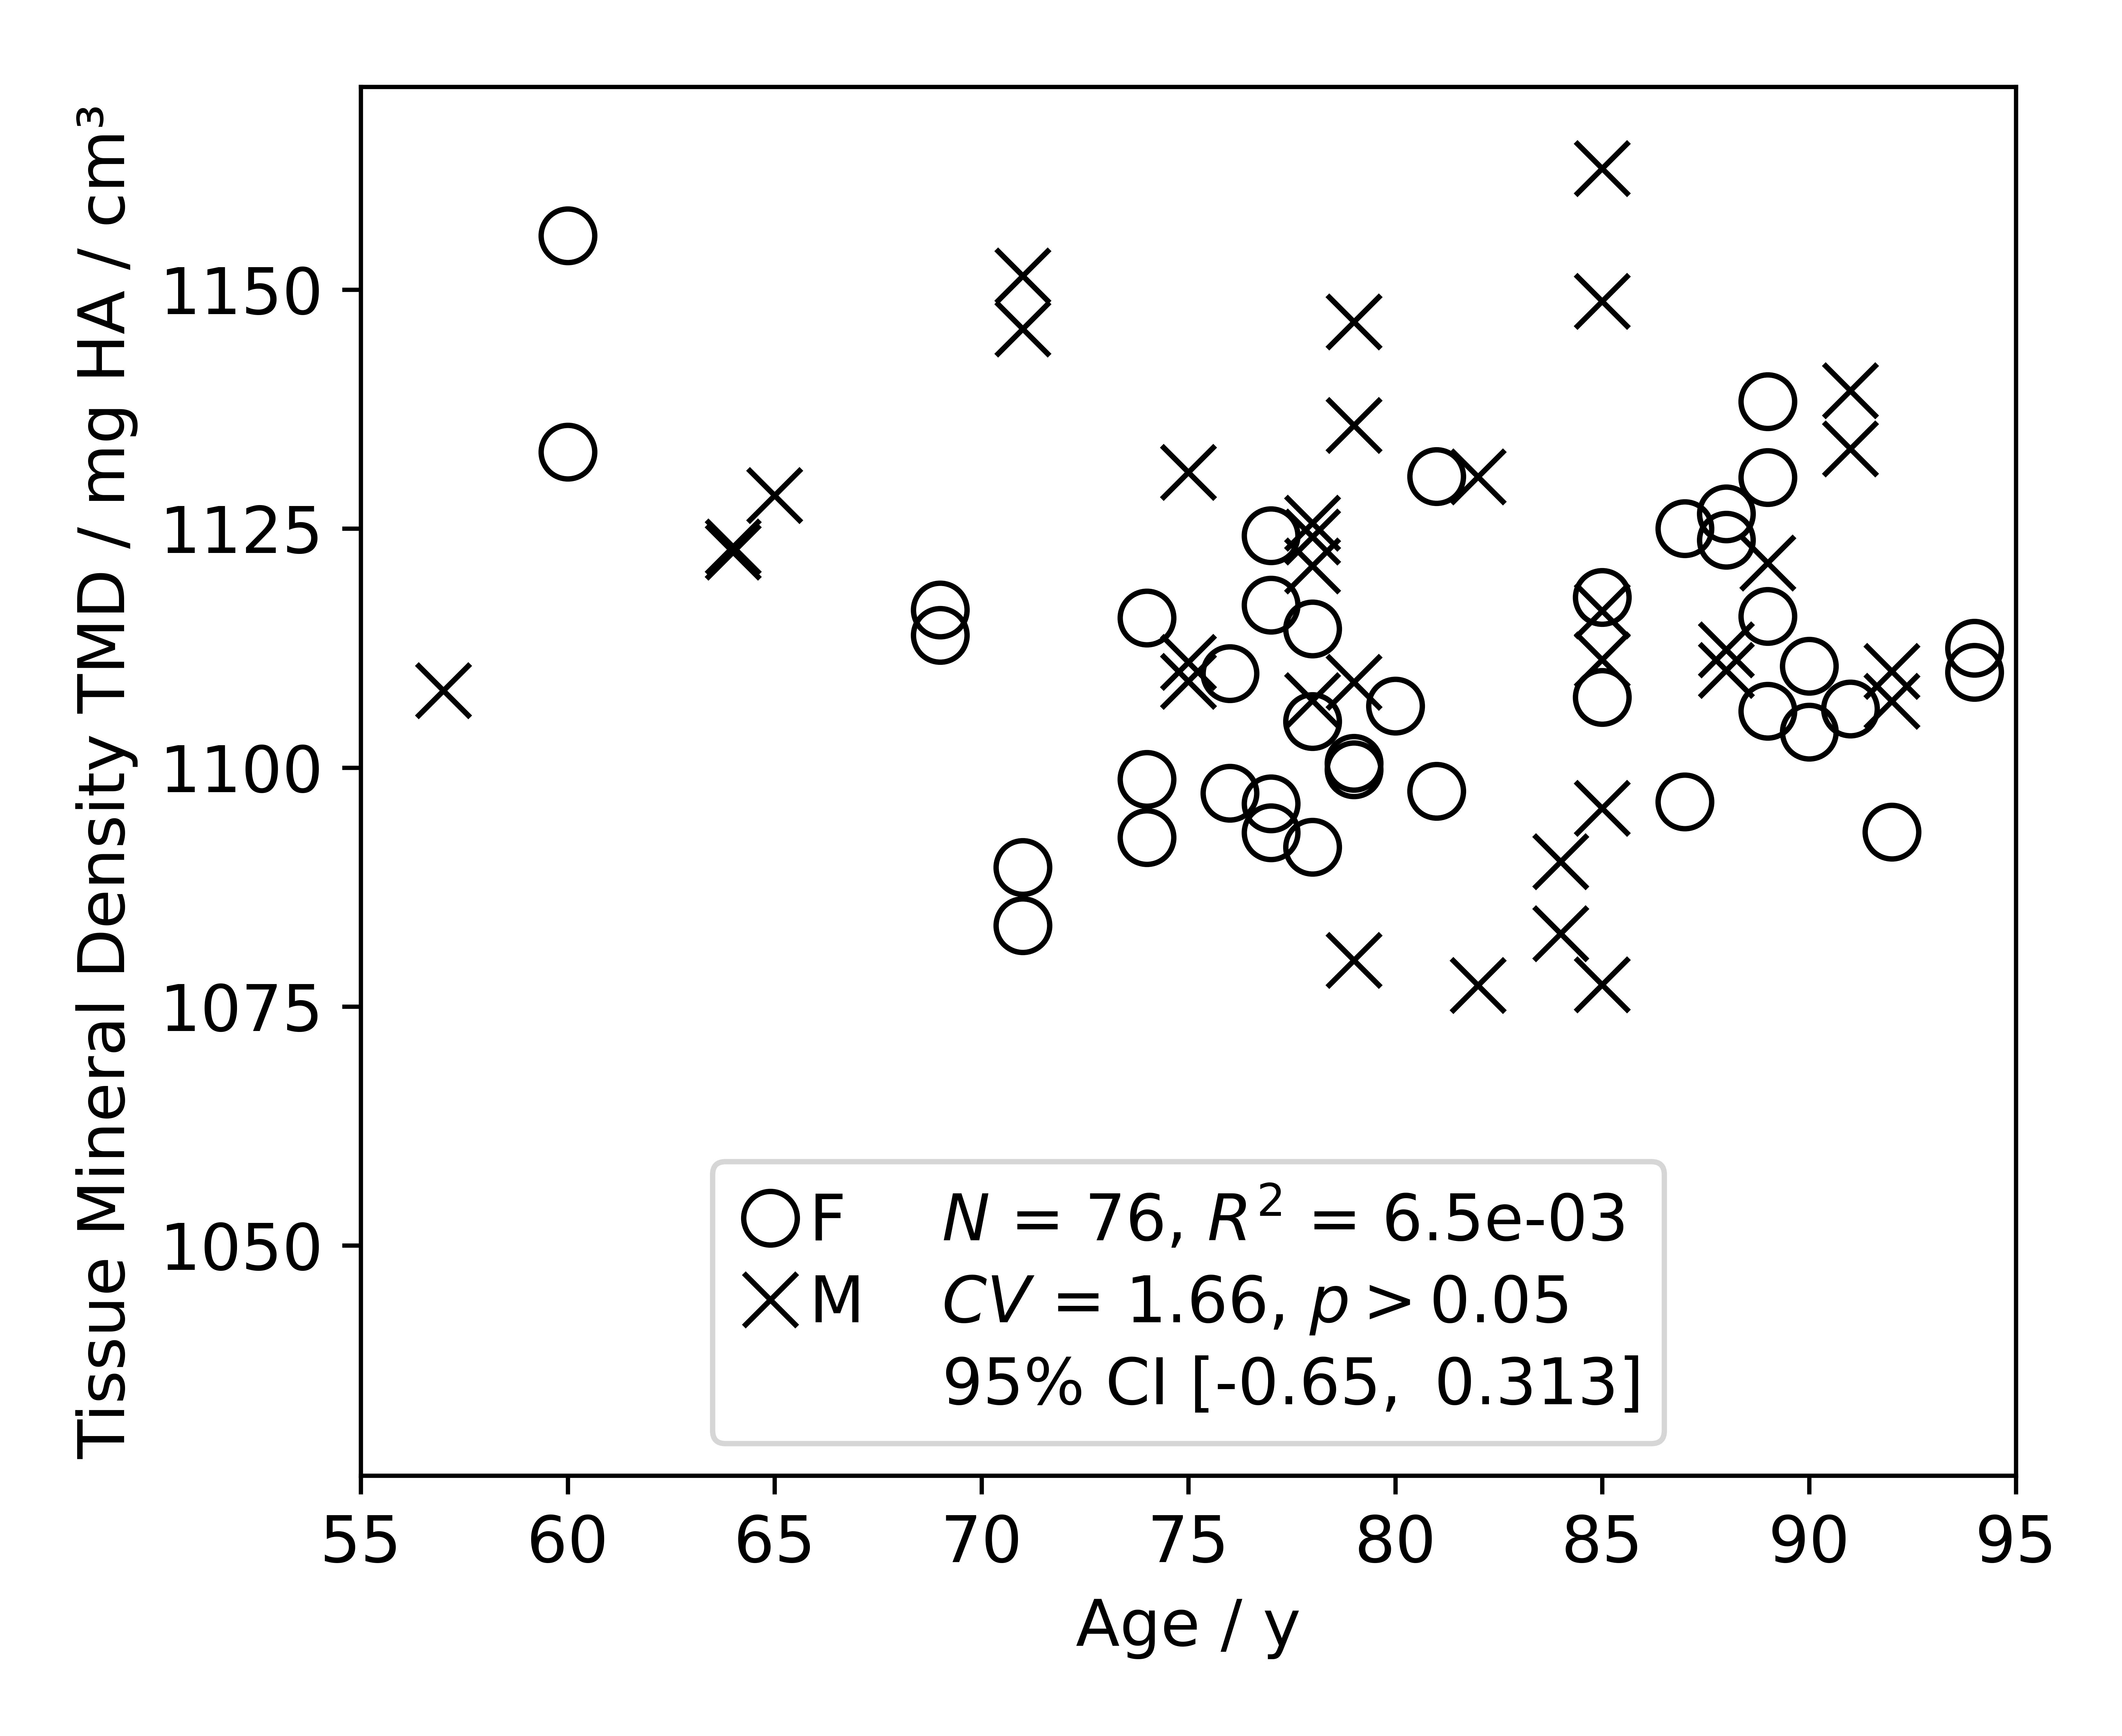 Tissue Mineral Density TMD / mg HA / cm³
1150
1125
1100
1075
1050
F N = 76, R² = 6.5e-03
M CV = 1.66, p > 0.05
95% CI [-0.65, 0.313]
55 60 65 70 75 80 85 90 95
Age / y